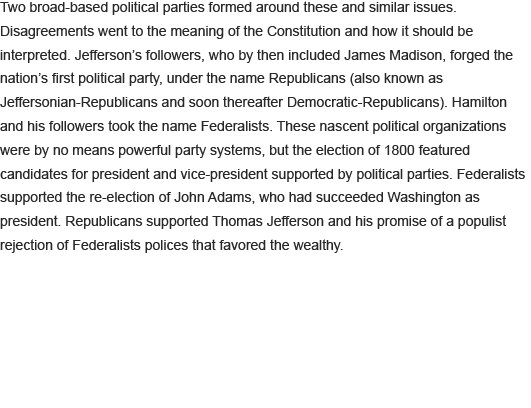 Two broad-based political parties formed around these and similar issues.
Disagreements went to the meaning of the Constitution and how it should be
interpreted. Jefferson's followers, who by then included James Madison, forged the
nation's first political party, under the name Republicans (also known as
Jeffersonian-Republicans and soon thereafter Democratic-Republicans). Hamilton
and his followers took the name Federalists. These nascent political organizations
were by no means powerful party systems, but the election of 1800 featured
candidates for president and vice-president supported by political parties. Federalists
supported the re-election of John Adams, who had succeeded Washington as
president. Republicans supported Thomas Jefferson and his promise of a populist
rejection of Federalists polices that favored the wealthy.